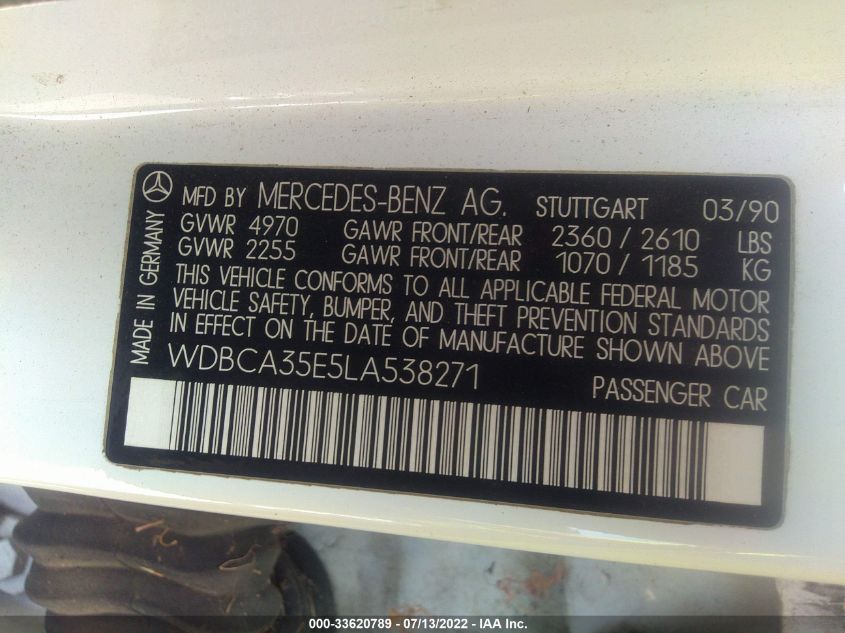 MADE IN GERMANY
MFD BY MERCEDES-BENZ AG. STUTTGART 03/90
GVWR 4970 GAWR FRONT/REAR 2360 / 2610 LBS
GVWR 2255 GAWR FRONT/REAR 1070 / 1185 KG
THIS VEHICLE CONFORMS TO ALL APPLICABLE FEDERAL MOTOR
VEHICLE SAFETY, BUMPER, AND THEFT PREVENTION STANDARDS
IN EFFECT ON THE DATE OF MANUFACTURE SHOWN ABOVE
WDBCA35E5LA538271 PASSENGER CAR
000-33620789 - 07/13/2022 - IAA Inc.